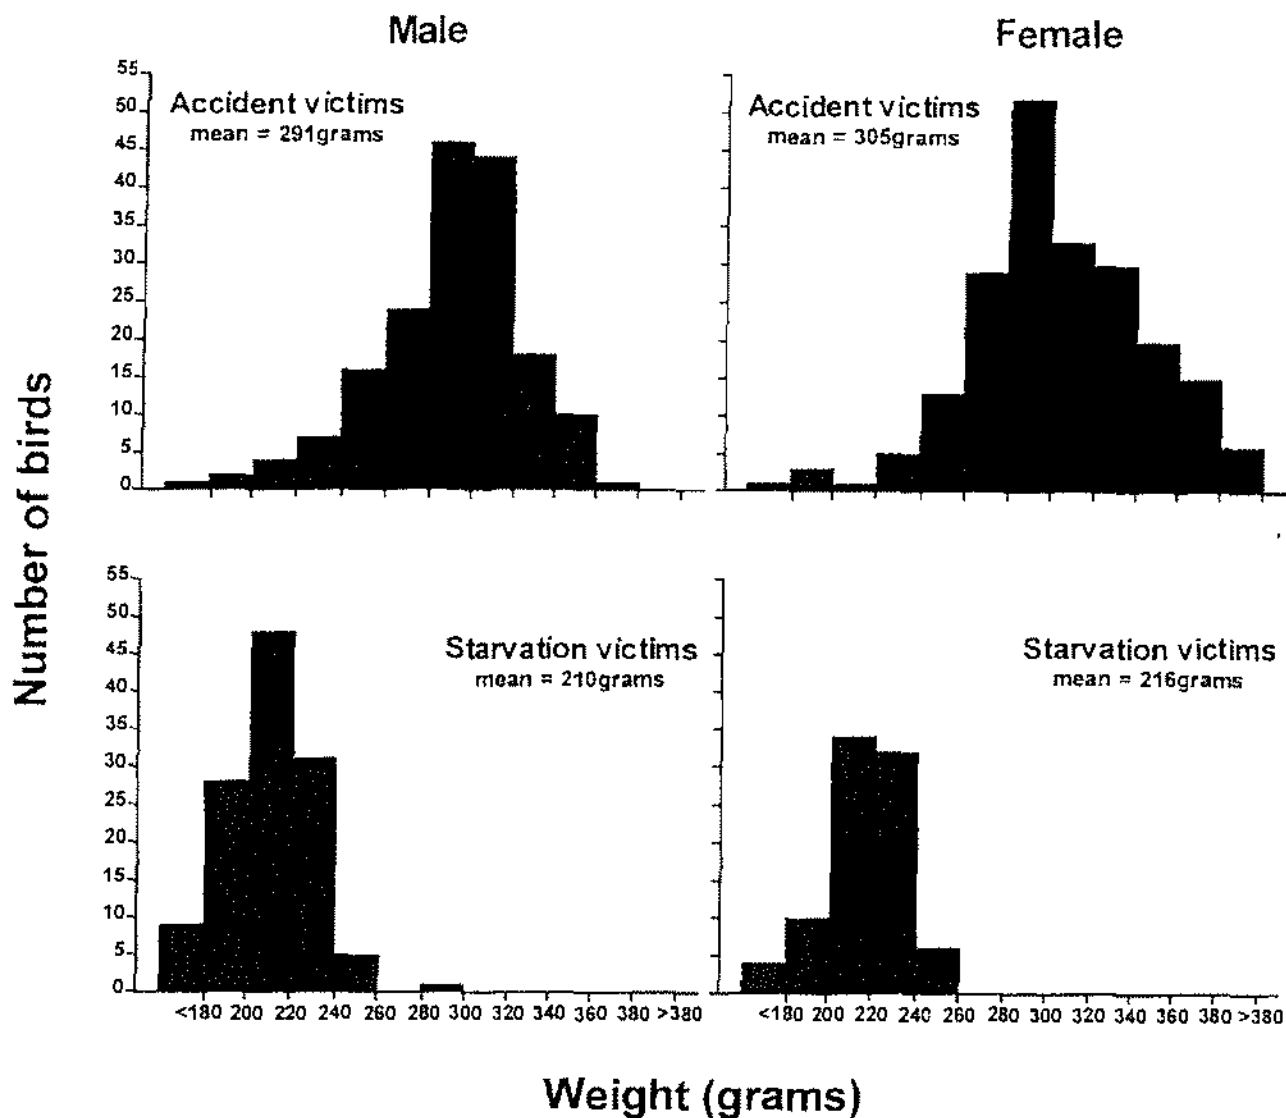 Male
Female
55
50
45
40
35
30
25
20
15
10
5
0
Accident victims
mean = 291grams
Accident victims
mean = 305grams
Number of birds
55
50
45
40
35
30
25
20
15
10
5
0
Starvation victims
mean = 210grams
Starvation victims
mean = 216grams
<180 200 220 240 260 280 300 320 340 360 380 >380
<180 200 220 240 260 280 300 320 340 360 380 >380
Weight (grams)